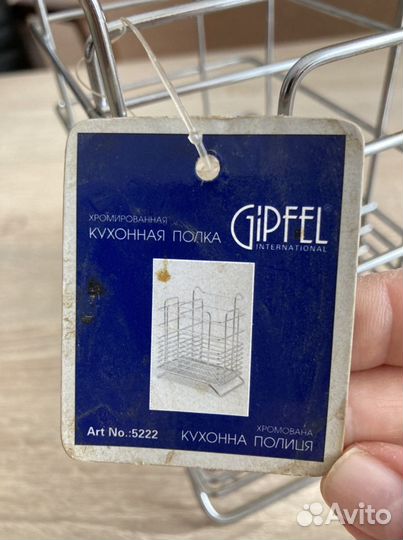 ХРОМИРОВАННАЯ
КУХОННАЯ ПОЛКА
GiPFEL
INTERNATIONAL
Art No.:5222
ХРОМОВАНА
КУХОННА ПОЛИЦЯ
Avito